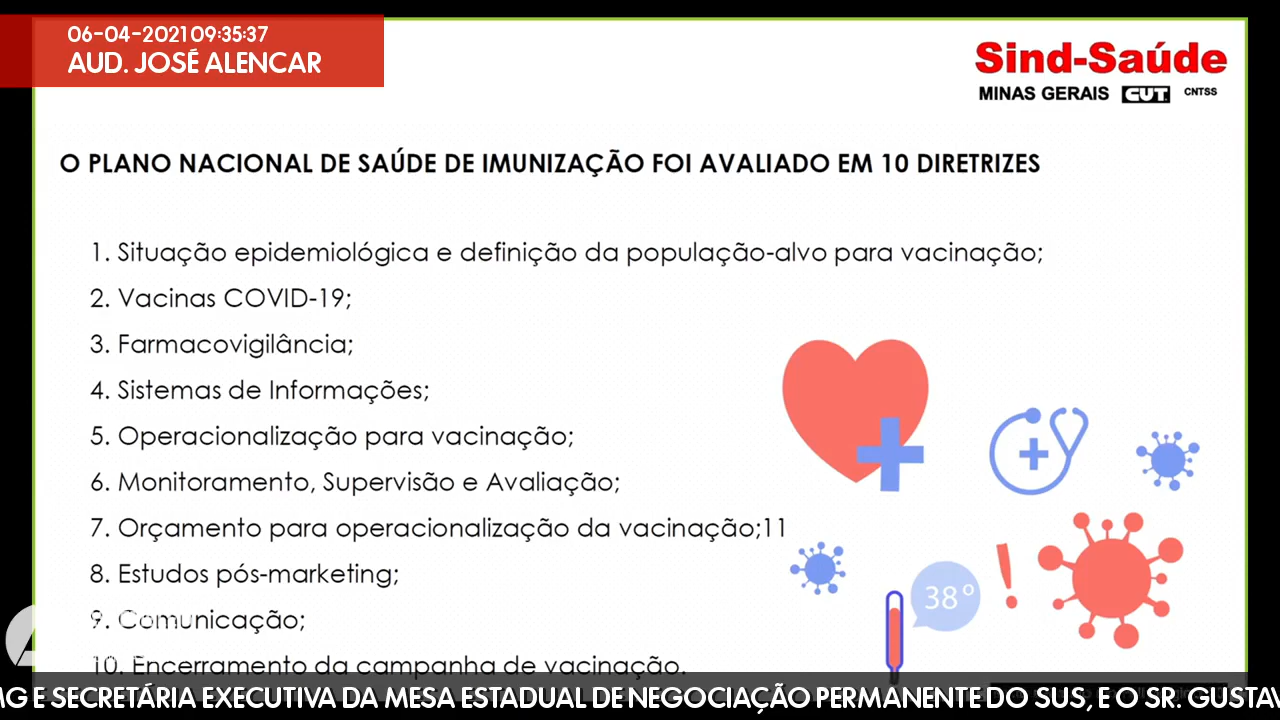 06-04-2021 09:35:37
AUD. JOSÉ ALENCAR
Sind-Saúde
MINAS GERAIS CUT CNTSS
O PLANO NACIONAL DE SAÚDE DE IMUNIZAÇÃO FOI AVALIADO EM 10 DIRETRIZES
1. Situação epidemiológica e definição da população-alvo para vacinação;
2. Vacinas COVID-19;
3. Farmacovigilância;
4. Sistemas de Informações;
5. Operacionalização para vacinação;
6. Monitoramento, Supervisão e Avaliação;
7. Orçamento para operacionalização da vacinação;11
8. Estudos pós-marketing;
38º
9. Comunicação;
10. Encerramento da campanha de vacinação.
MG E SECRETÁRIA EXECUTIVA DA MESA ESTADUAL DE NEGOCIAÇÃO PERMANENTE DO SUS, E O SR. GUSTAV